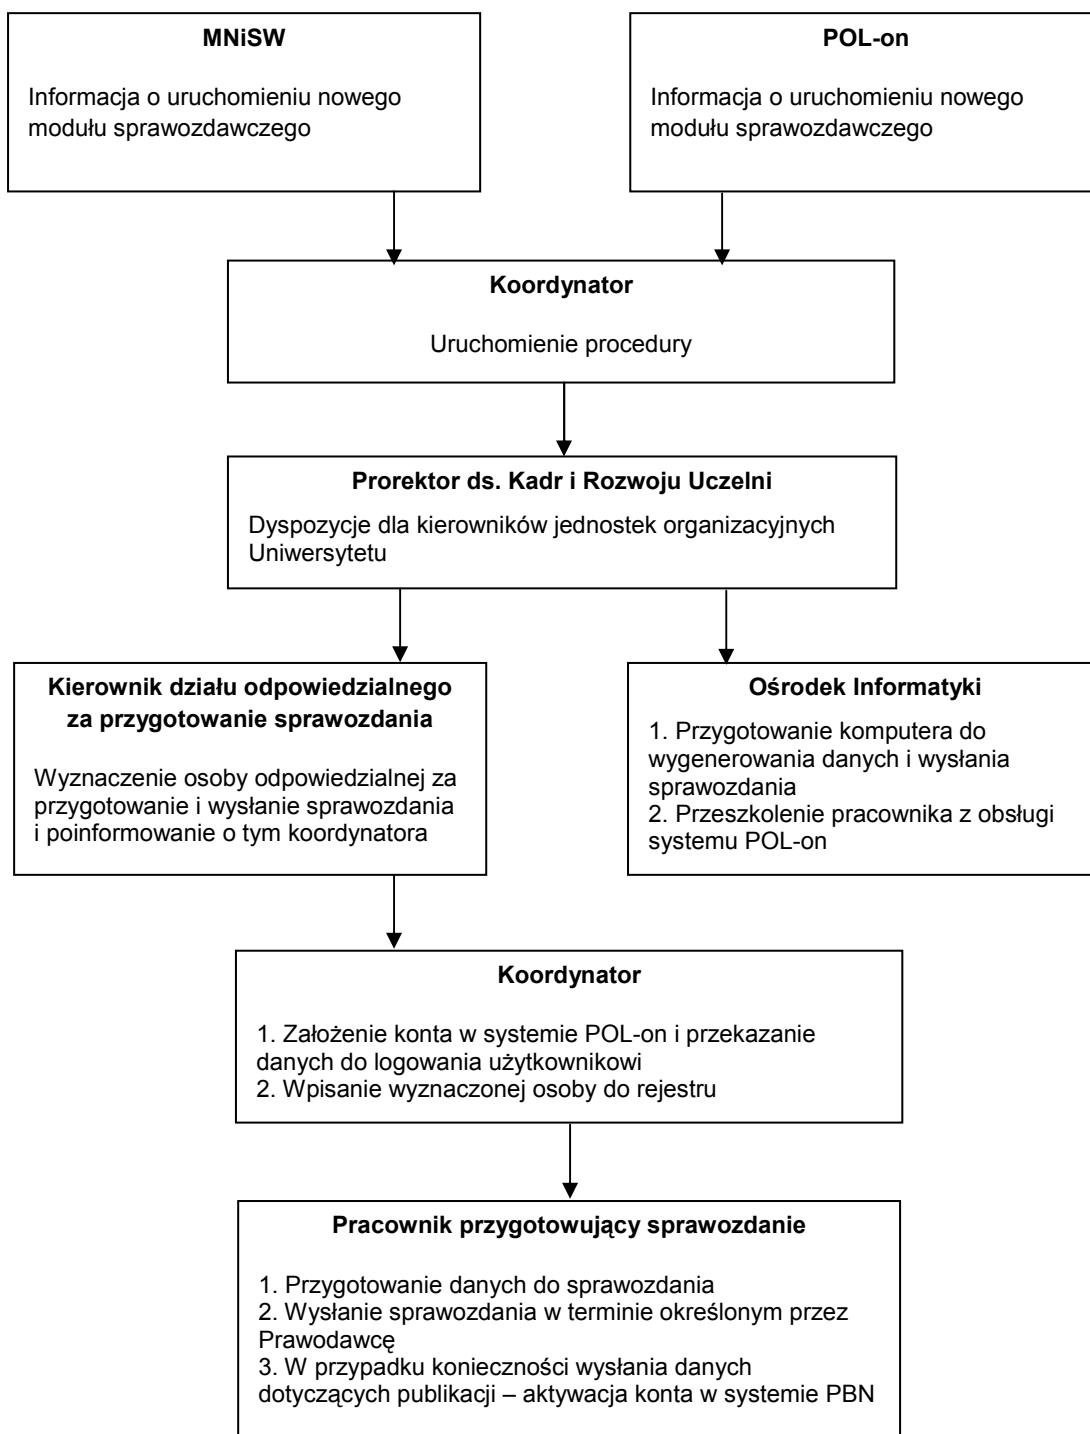 MNiSW
Informacja o uruchomieniu nowego
modułu sprawozdawczego
POL-on
Informacja o uruchomieniu nowego
modułu sprawozdawczego
Koordynator
Uruchomienie procedury
Prorektor ds. Kadr i Rozwoju Uczelni
Dyspozycje dla kierowników jednostek organizacyjnych
Uniwersytetu
Kierownik działu odpowiedzialnego
za przygotowanie sprawozdania
Wyznaczenie osoby odpowiedzialnej za
przygotowanie i wysłanie sprawozdania
i poinformowanie o tym koordynatora
Ośrodek Informatyki
1. Przygotowanie komputera do
wygenerowania danych i wysłania
sprawozdania
2. Przeszkolenie pracownika z obsługi
systemu POL-on
Koordynator
1. Założenie konta w systemie POL-on i przekazanie
danych do logowania użytkownikowi
2. Wpisanie wyznaczonej osoby do rejestru
Pracownik przygotowujący sprawozdanie
1. Przygotowanie danych do sprawozdania
2. Wysłanie sprawozdania w terminie określonym przez
Prawodawcę
3. W przypadku konieczności wysłania danych
dotyczących publikacji – aktywacja konta w systemie PBN